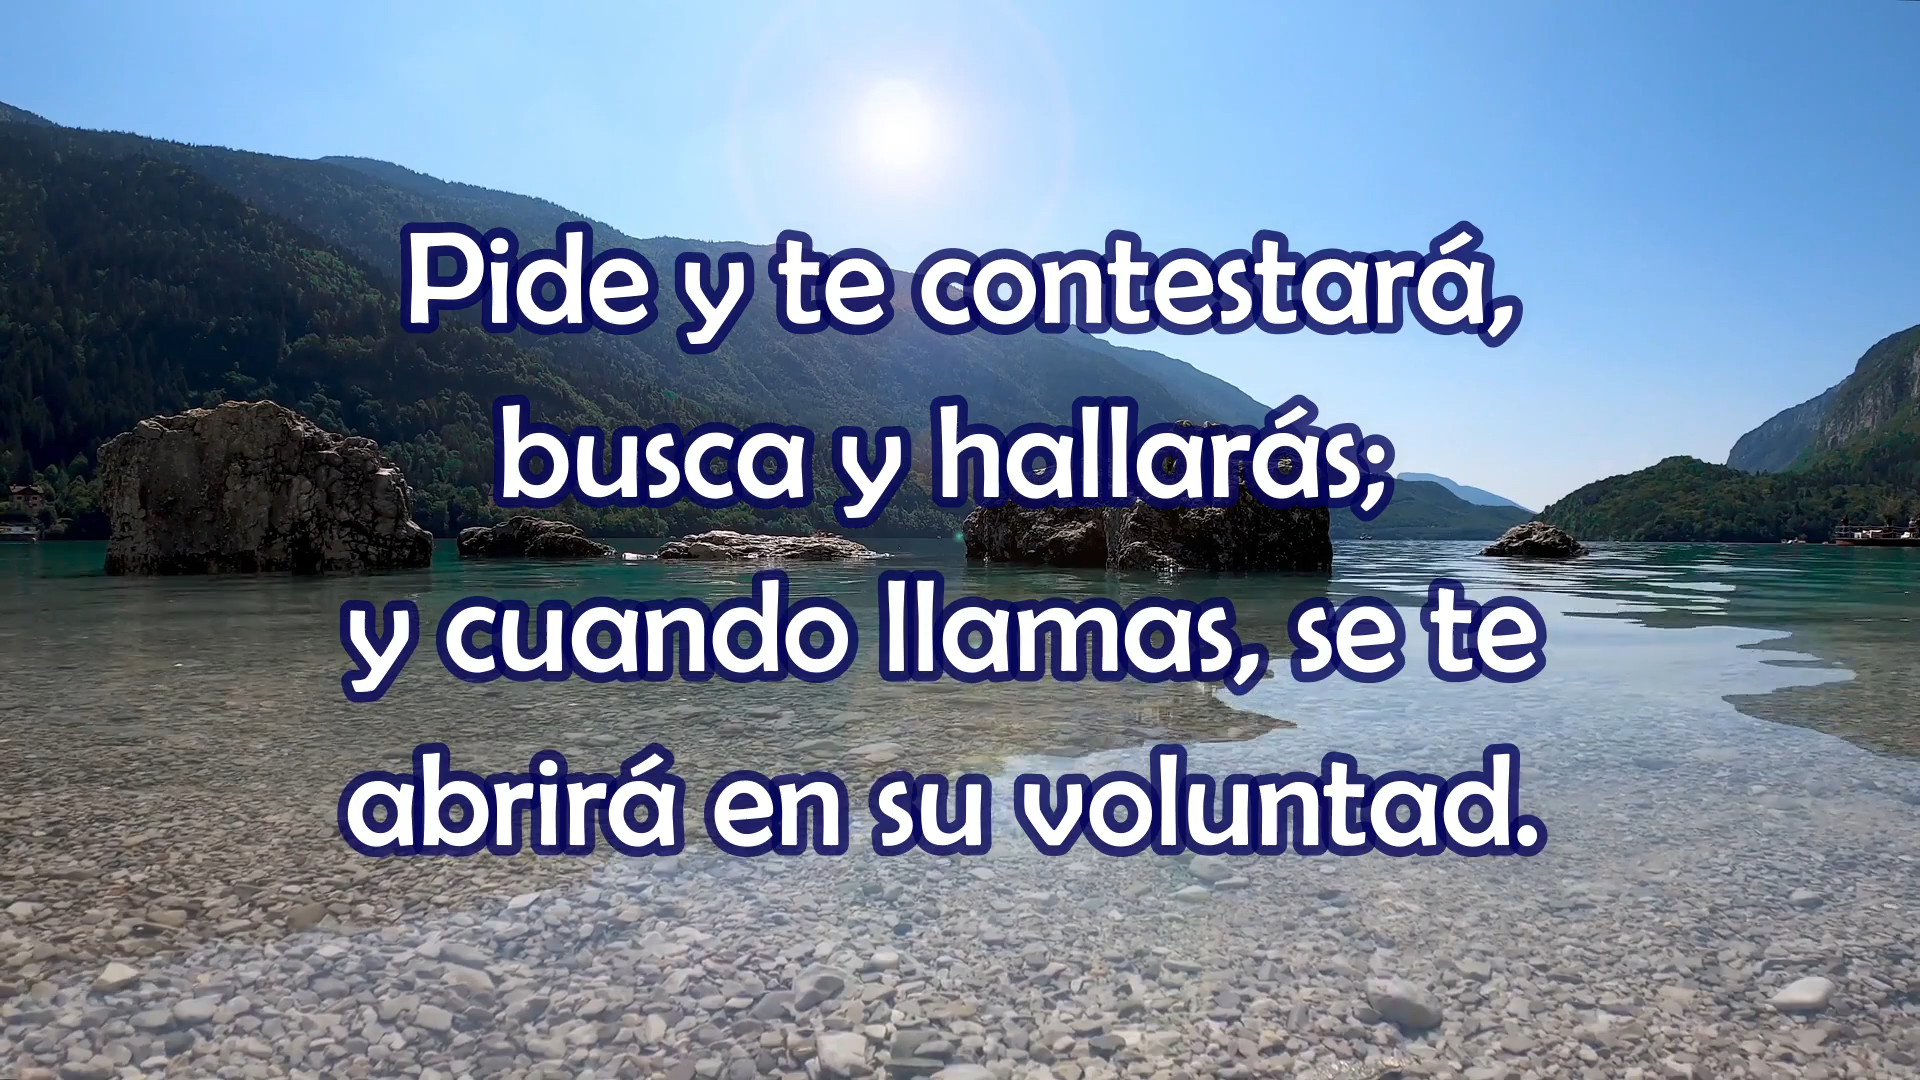 Pide y te contestará,
busca y hallarás;
y cuando llamas, se te
abrirá en su voluntad.